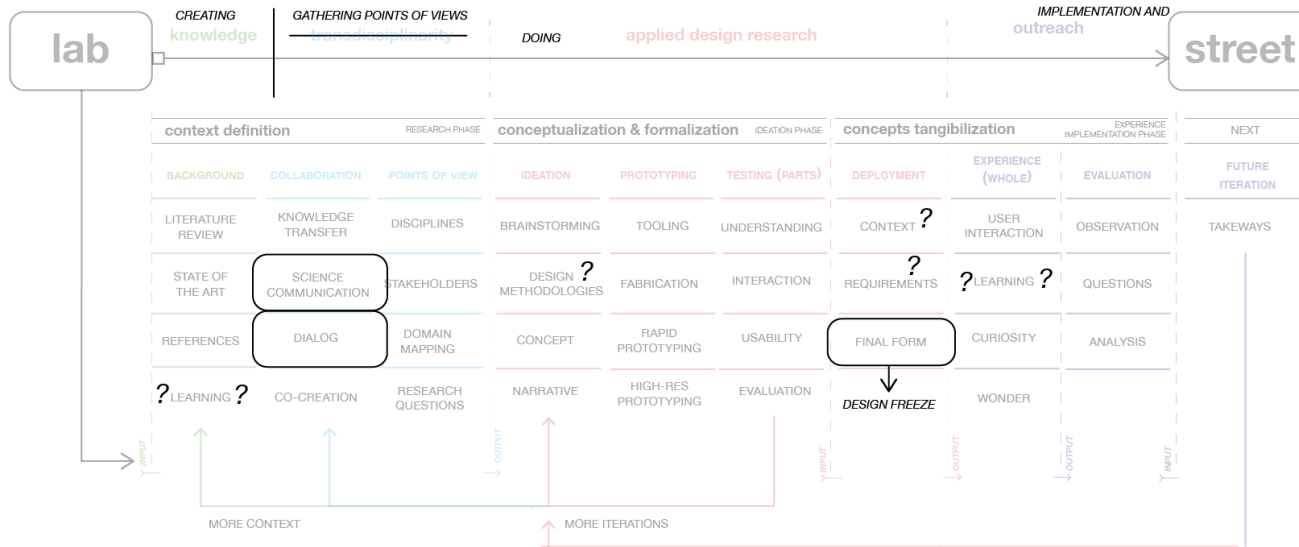 CREATING
GATHERING POINTS OF VIEWS
IMPLEMENTATION AND
knowledge
transdisciplinarity
DOING
applied design research
outreach
lab
street
context definition
RESEARCH PHASE
conceptualization & formalization
IDEATION PHASE
concepts tangibilization
EXPERIENCE
IMPLEMENTATION PHASE
NEXT
BACKGROUND
COLLABORATION
POINTS OF VIEW
IDEATION
PROTOTYPING
TESTING (PARTS)
DEPLOYMENT
EXPERIENCE
(WHOLE)
EVALUATION
FUTURE
ITERATION
LITERATURE
REVIEW
KNOWLEDGE
TRANSFER
DISCIPLINES
BRAINSTORMING
TOOLING
UNDERSTANDING
CONTEXT ?
USER
INTERACTION
OBSERVATION
TAKEWAYS
STATE OF
THE ART
SCIENCE
COMMUNICATION
STAKEHOLDERS
DESIGN ?
METHODOLOGIES
FABRICATION
INTERACTION
?
REQUIREMENTS
? LEARNING ?
QUESTIONS
REFERENCES
DIALOG
DOMAIN
MAPPING
CONCEPT
RAPID
PROTOTYPING
USABILITY
FINAL FORM
CURIOSITY
ANALYSIS
? LEARNING ?
CO-CREATION
RESEARCH
QUESTIONS
NARRATIVE
HIGH-RES
PROTOTYPING
EVALUATION
DESIGN FREEZE
WONDER
INPUT
OUTPUT
INPUT
OUTPUT
OUTPUT
INPUT
MORE CONTEXT
MORE ITERATIONS